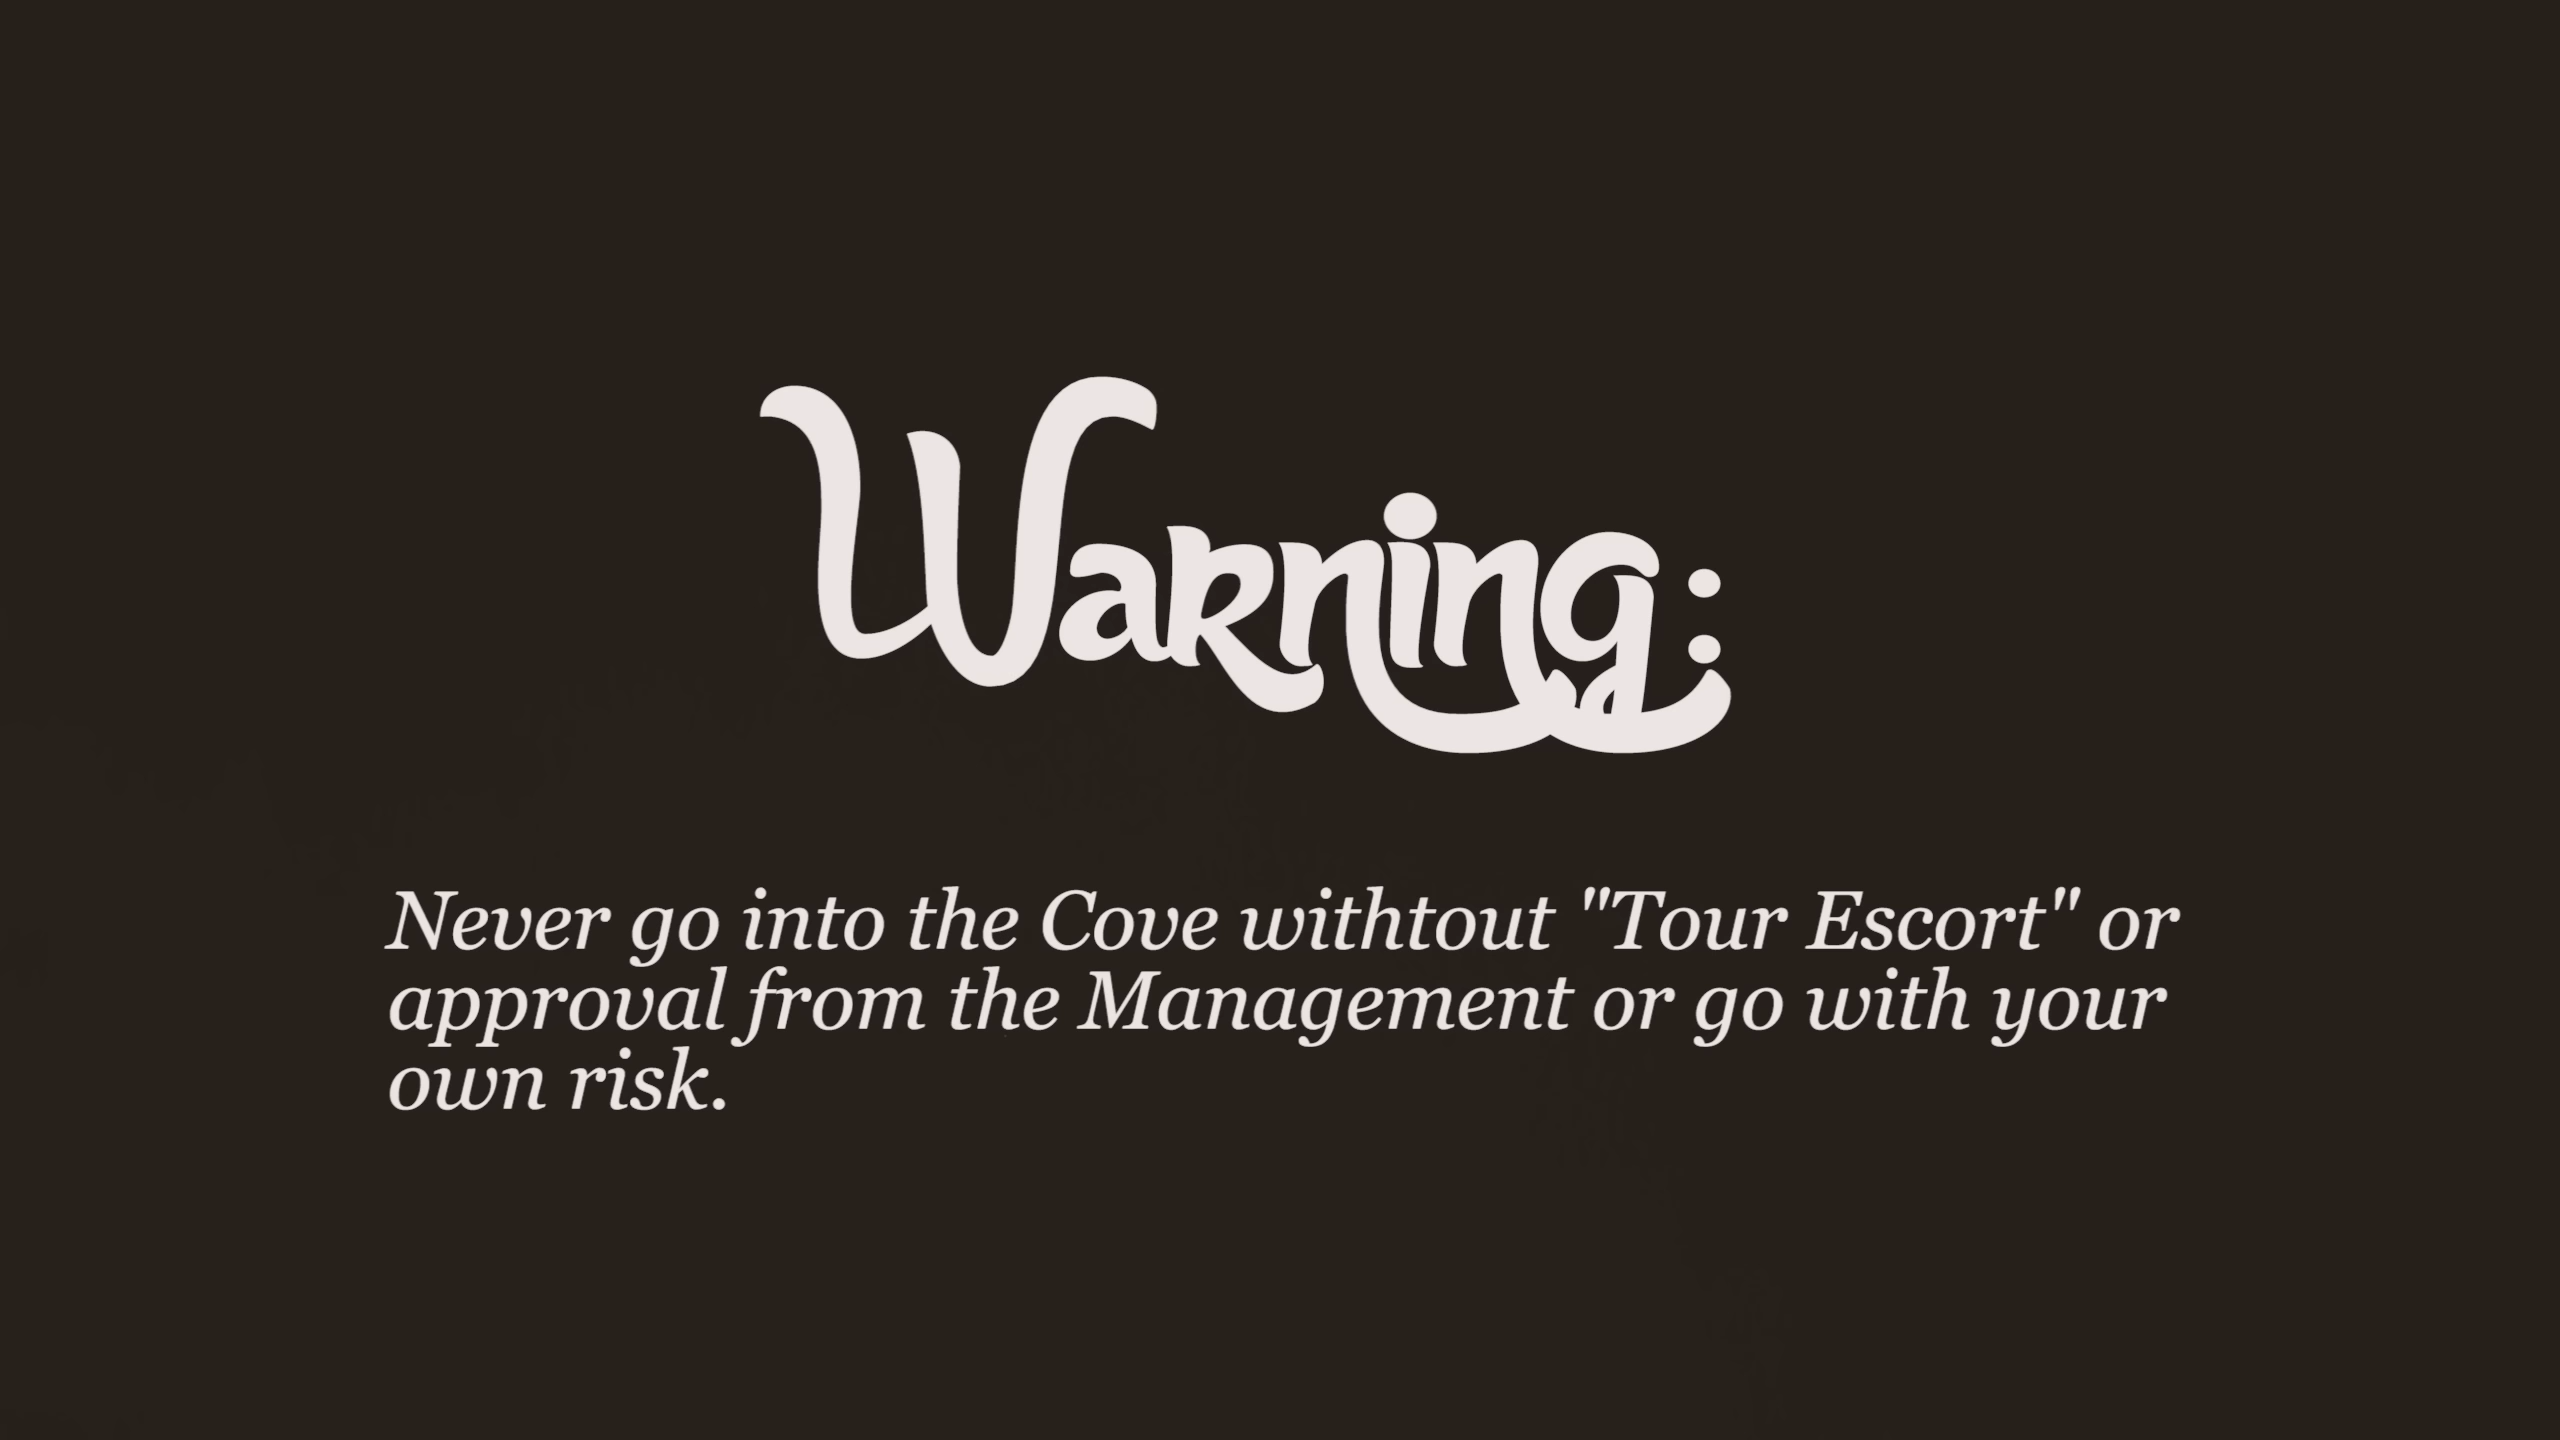 Warning:
Never go into the Cove withtout "Tour Escort" or
approval from the Management or go with your
own risk.